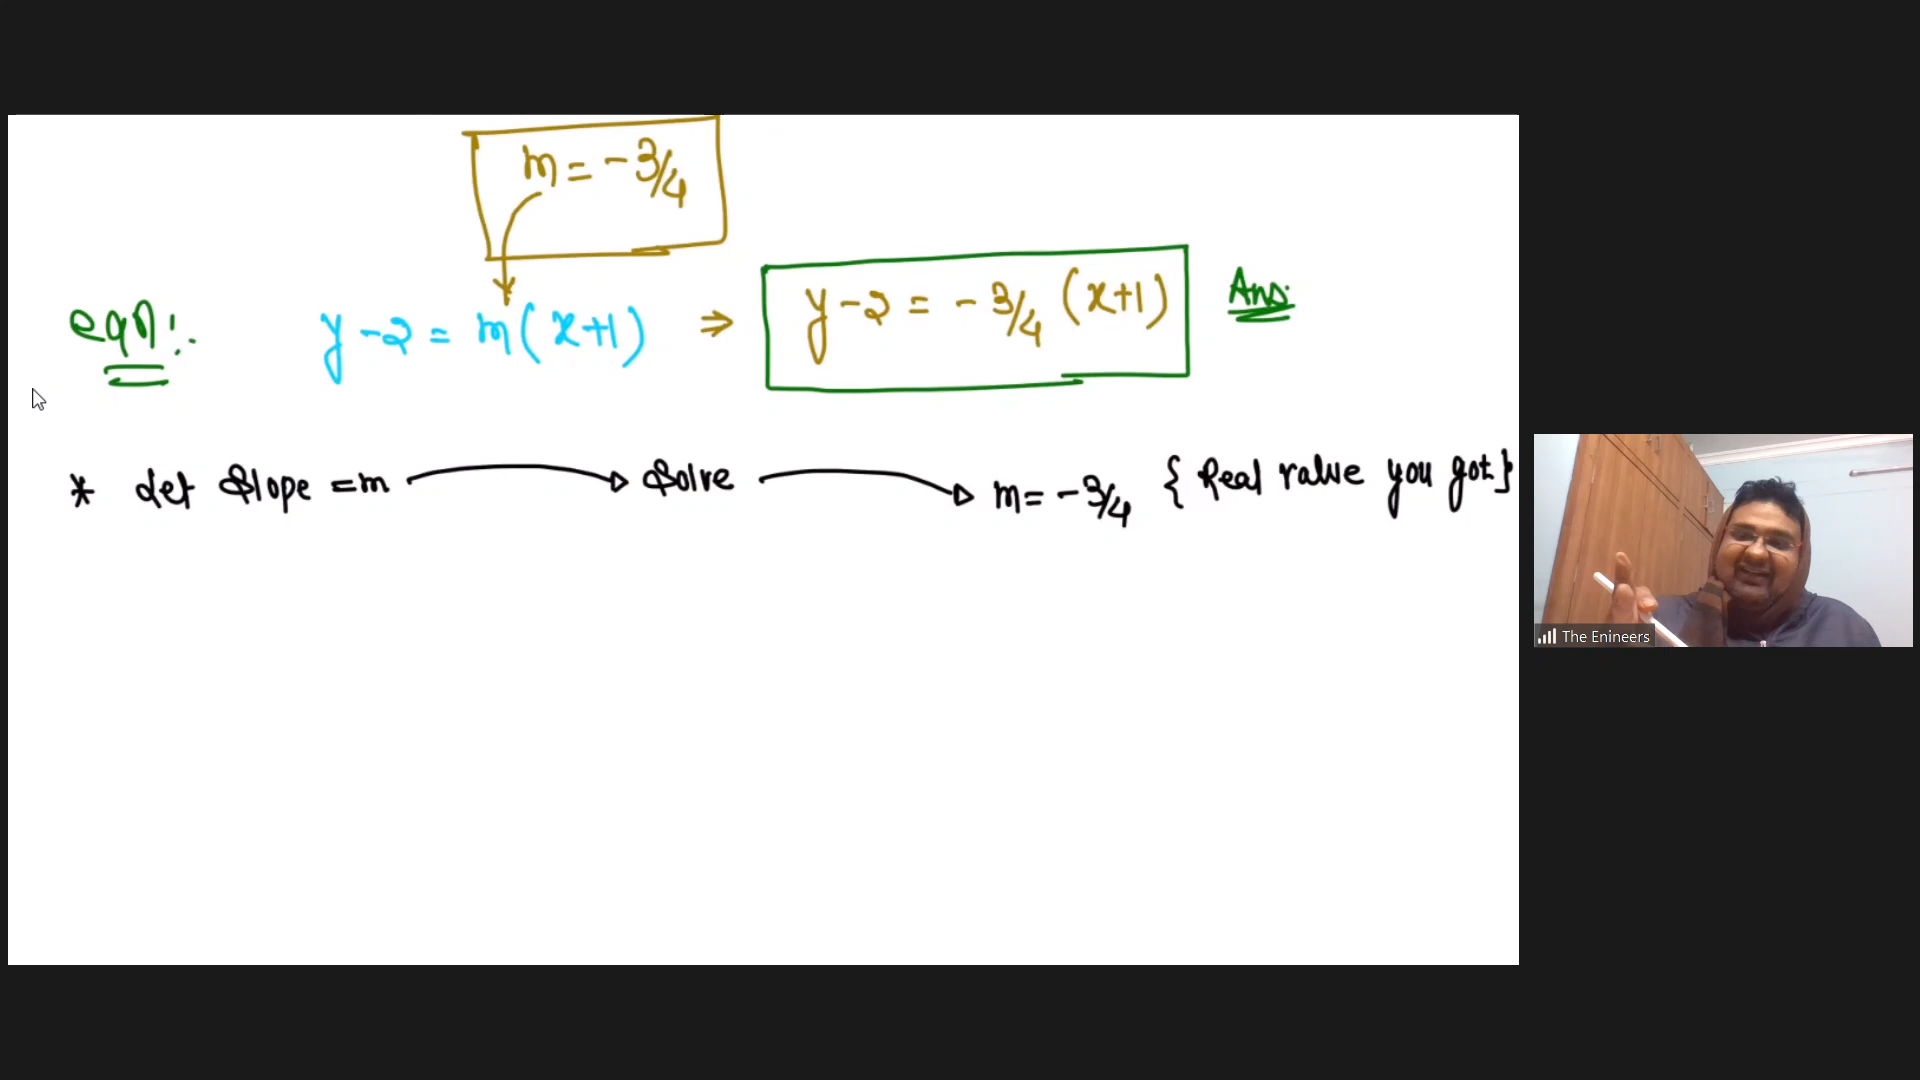 m = -3/4
eqn:. y-2 = m(x+1) ⇒ y-2 = -3/4 (x+1) Ans.
* Let Slope = m → Solve → m = -3/4 { Real value you got }
The Enineers